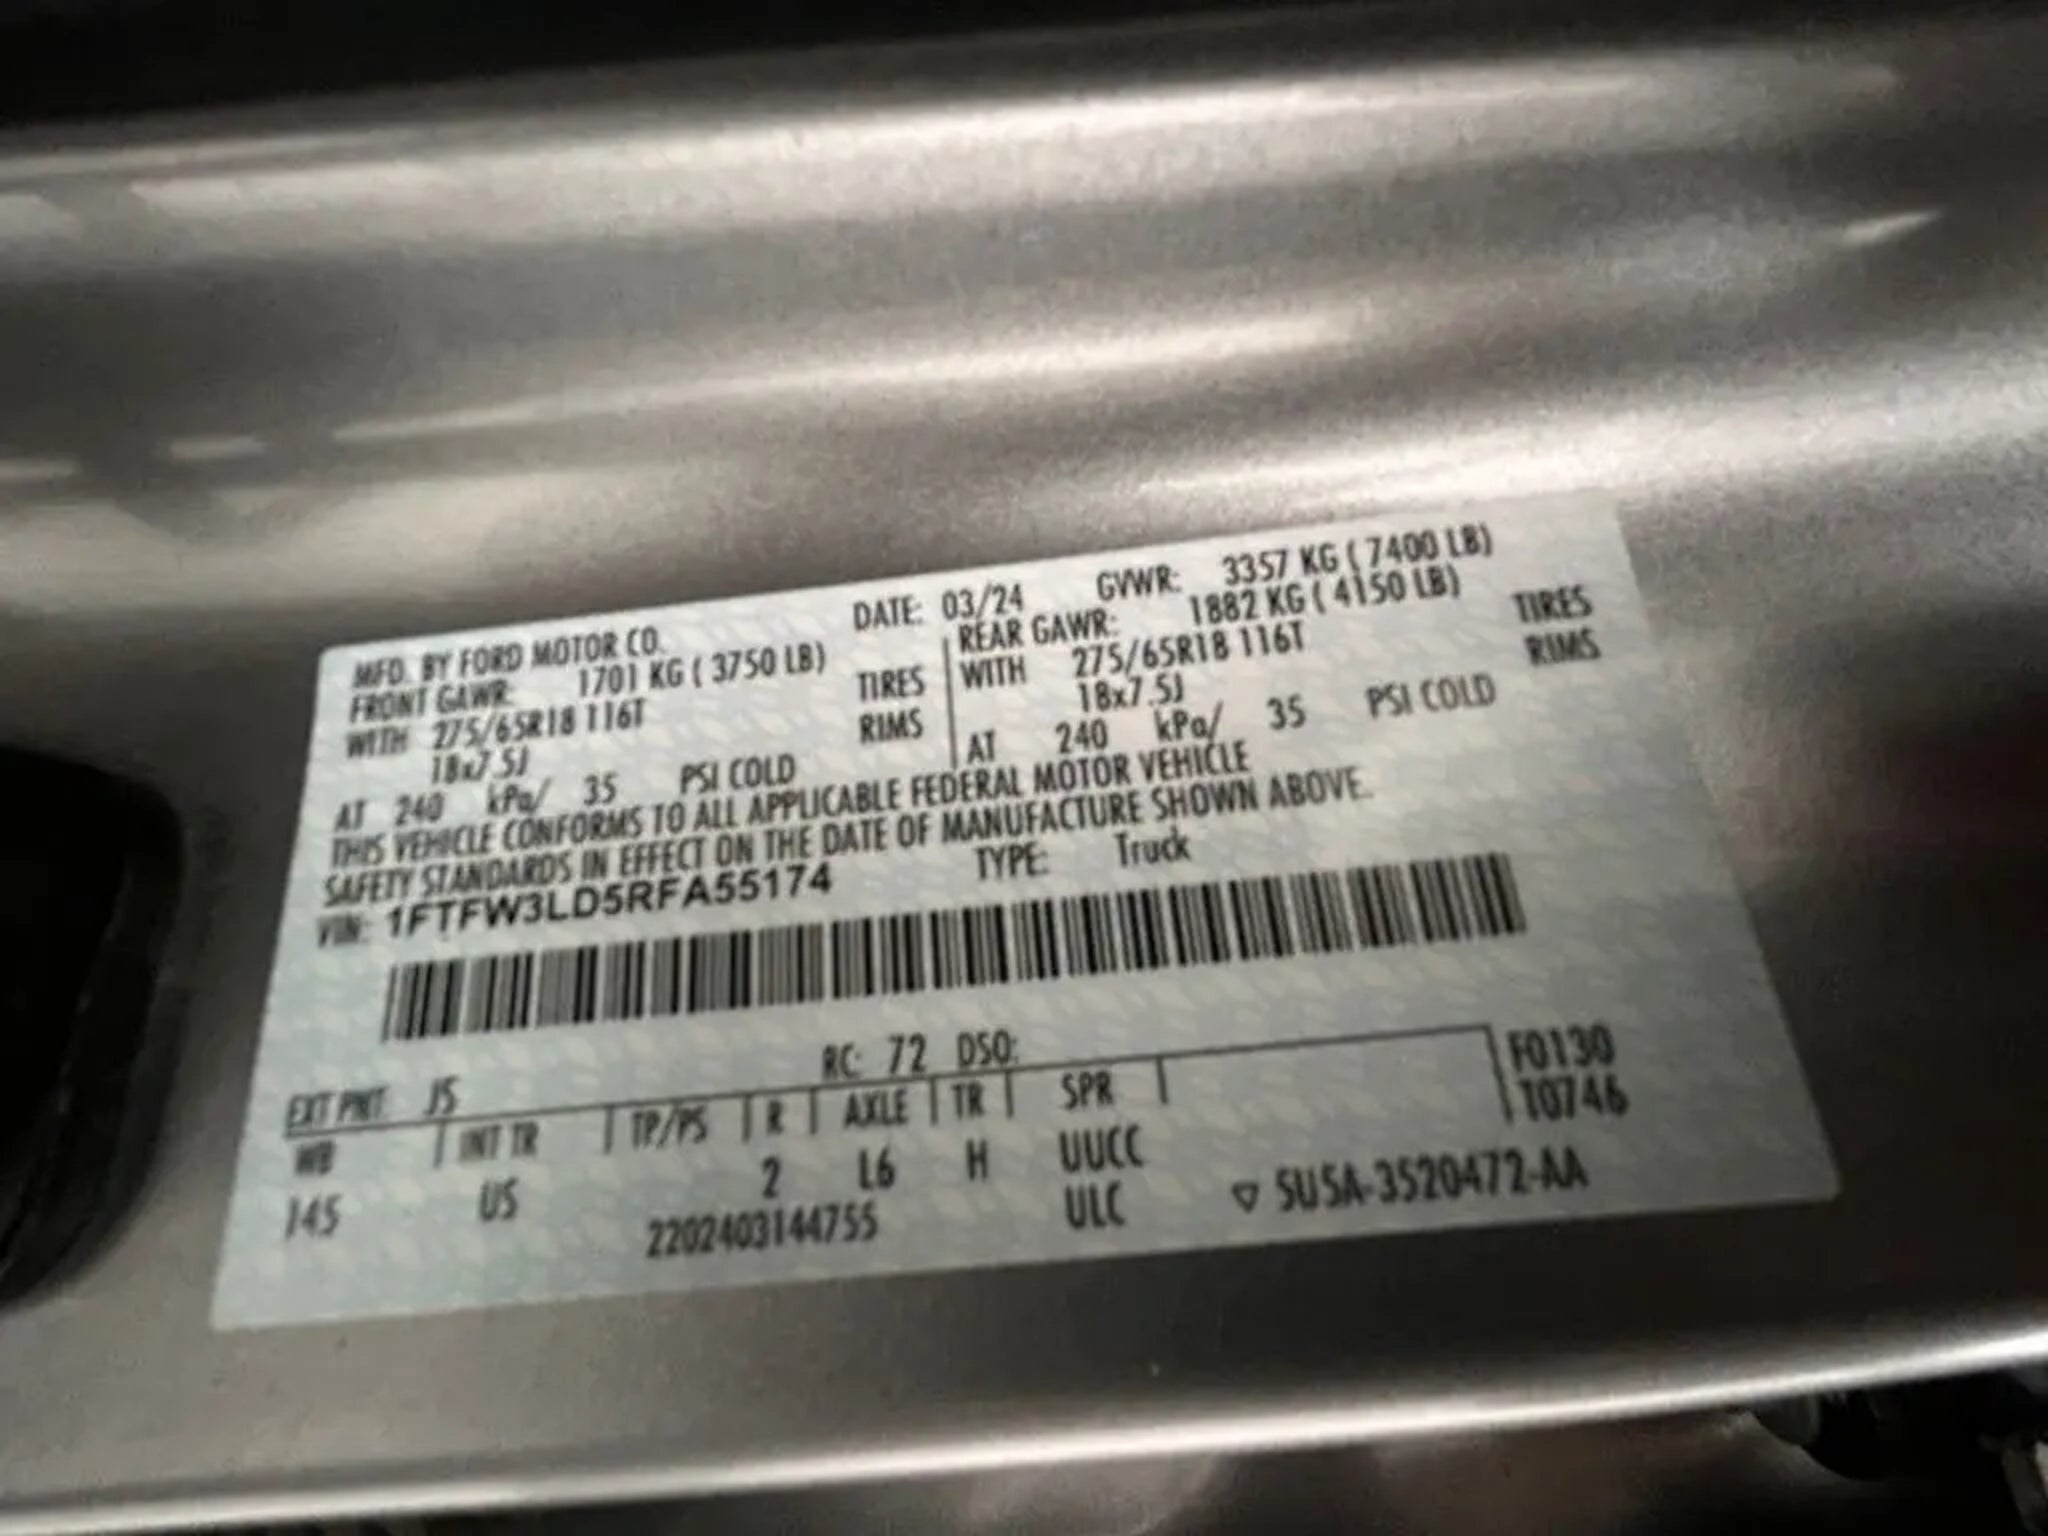 MFD. BY FORD MOTOR CO. DATE: 03/24 GVWR: 3357 KG ( 7400 LB)
FRONT GAWR: 1701 KG ( 3750 LB) REAR GAWR: 1882 KG ( 4150 LB)
WITH 275/65R18 116T TIRES WITH 275/65R18 116T TIRES
18x7.5J RIMS 18x7.5J RIMS
AT 240 kPa/ 35 PSI COLD AT 240 kPa/ 35 PSI COLD
THIS VEHICLE CONFORMS TO ALL APPLICABLE FEDERAL MOTOR VEHICLE
SAFETY STANDARDS IN EFFECT ON THE DATE OF MANUFACTURE SHOWN ABOVE.
VIN: 1FTFW3LD5RFA55174 TYPE: Truck
EXT PNT: JS RC: 72 DSO: F0130
WB INT TR TP/PS R AXLE TR SPR T0746
145 US 2 L6 H UUCC
2202403144755 ULC ▽ SU5A-3520472-AA